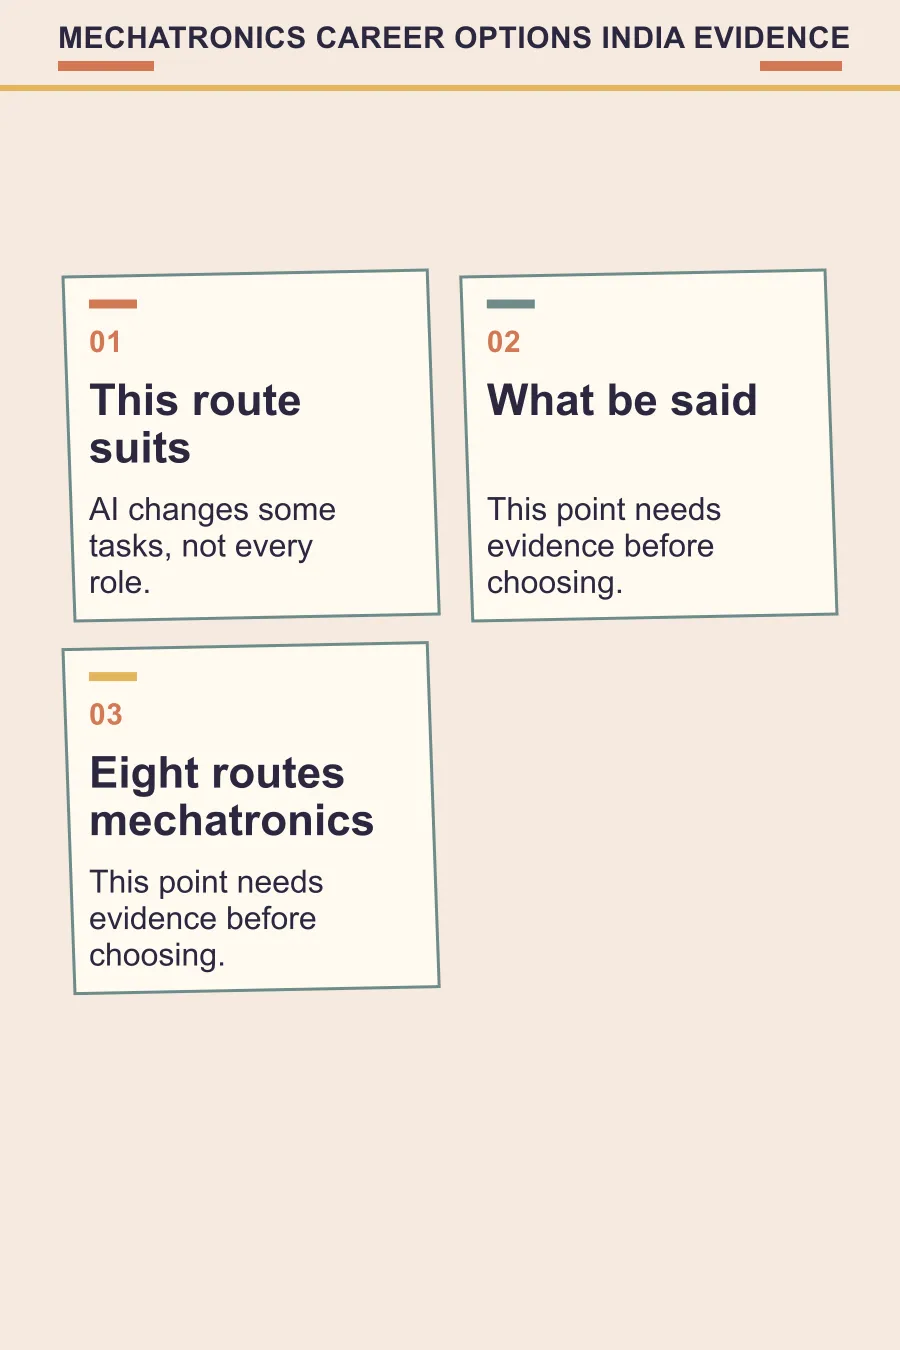 MECHATRONICS CAREER OPTIONS INDIA EVIDENCE
01
This route
suits
AI changes some
tasks, not every
role.
02
What be said
This point needs
evidence before
choosing.
03
Eight routes
mechatronics
This point needs
evidence before
choosing.